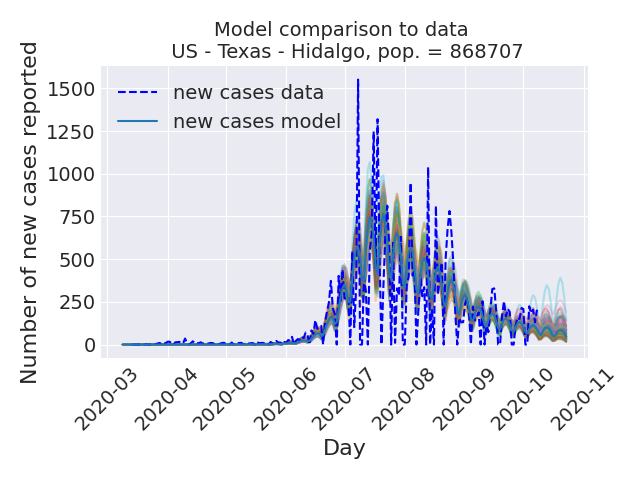 Model comparison to data
US - Texas - Hidalgo, pop. = 868707
Number of new cases reported
1500
1250
1000
750
500
250
0
new cases data
new cases model
2020-03
2020-04
2020-05
2020-06
2020-07
2020-08
2020-09
2020-10
2020-11
Day